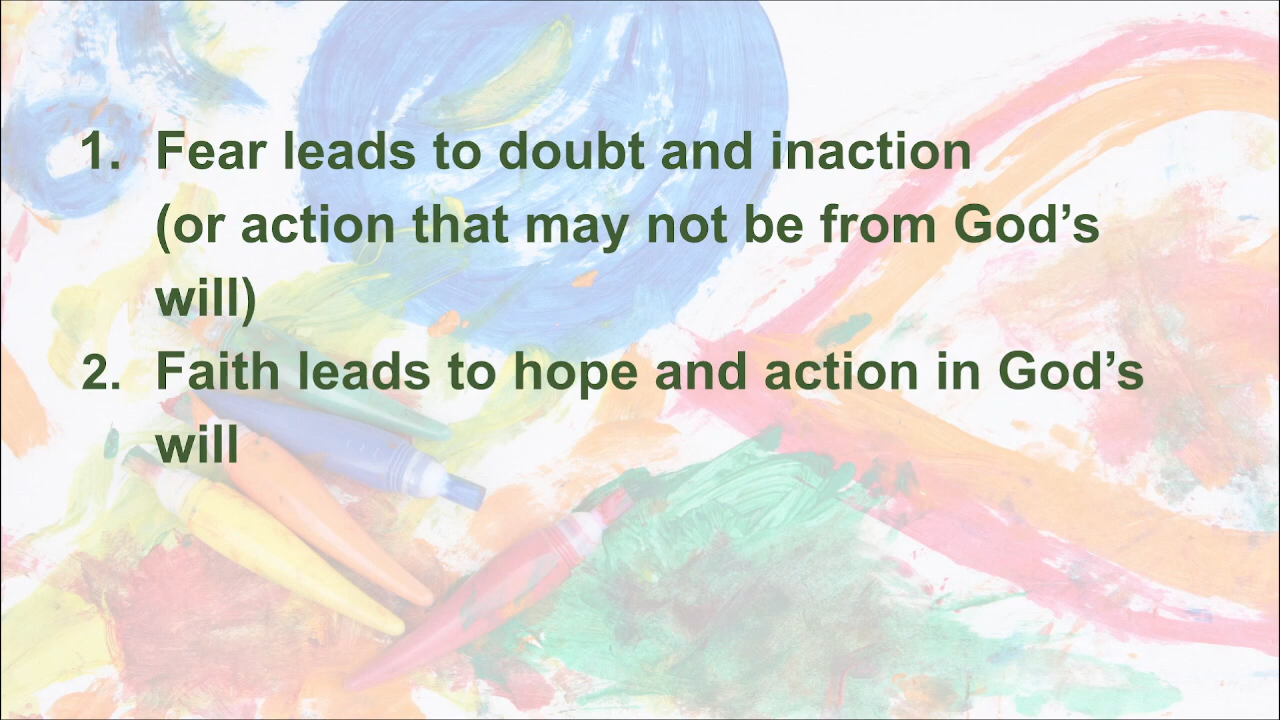 1. Fear leads to doubt and inaction
(or action that may not be from God’s
will)
2. Faith leads to hope and action in God’s
will